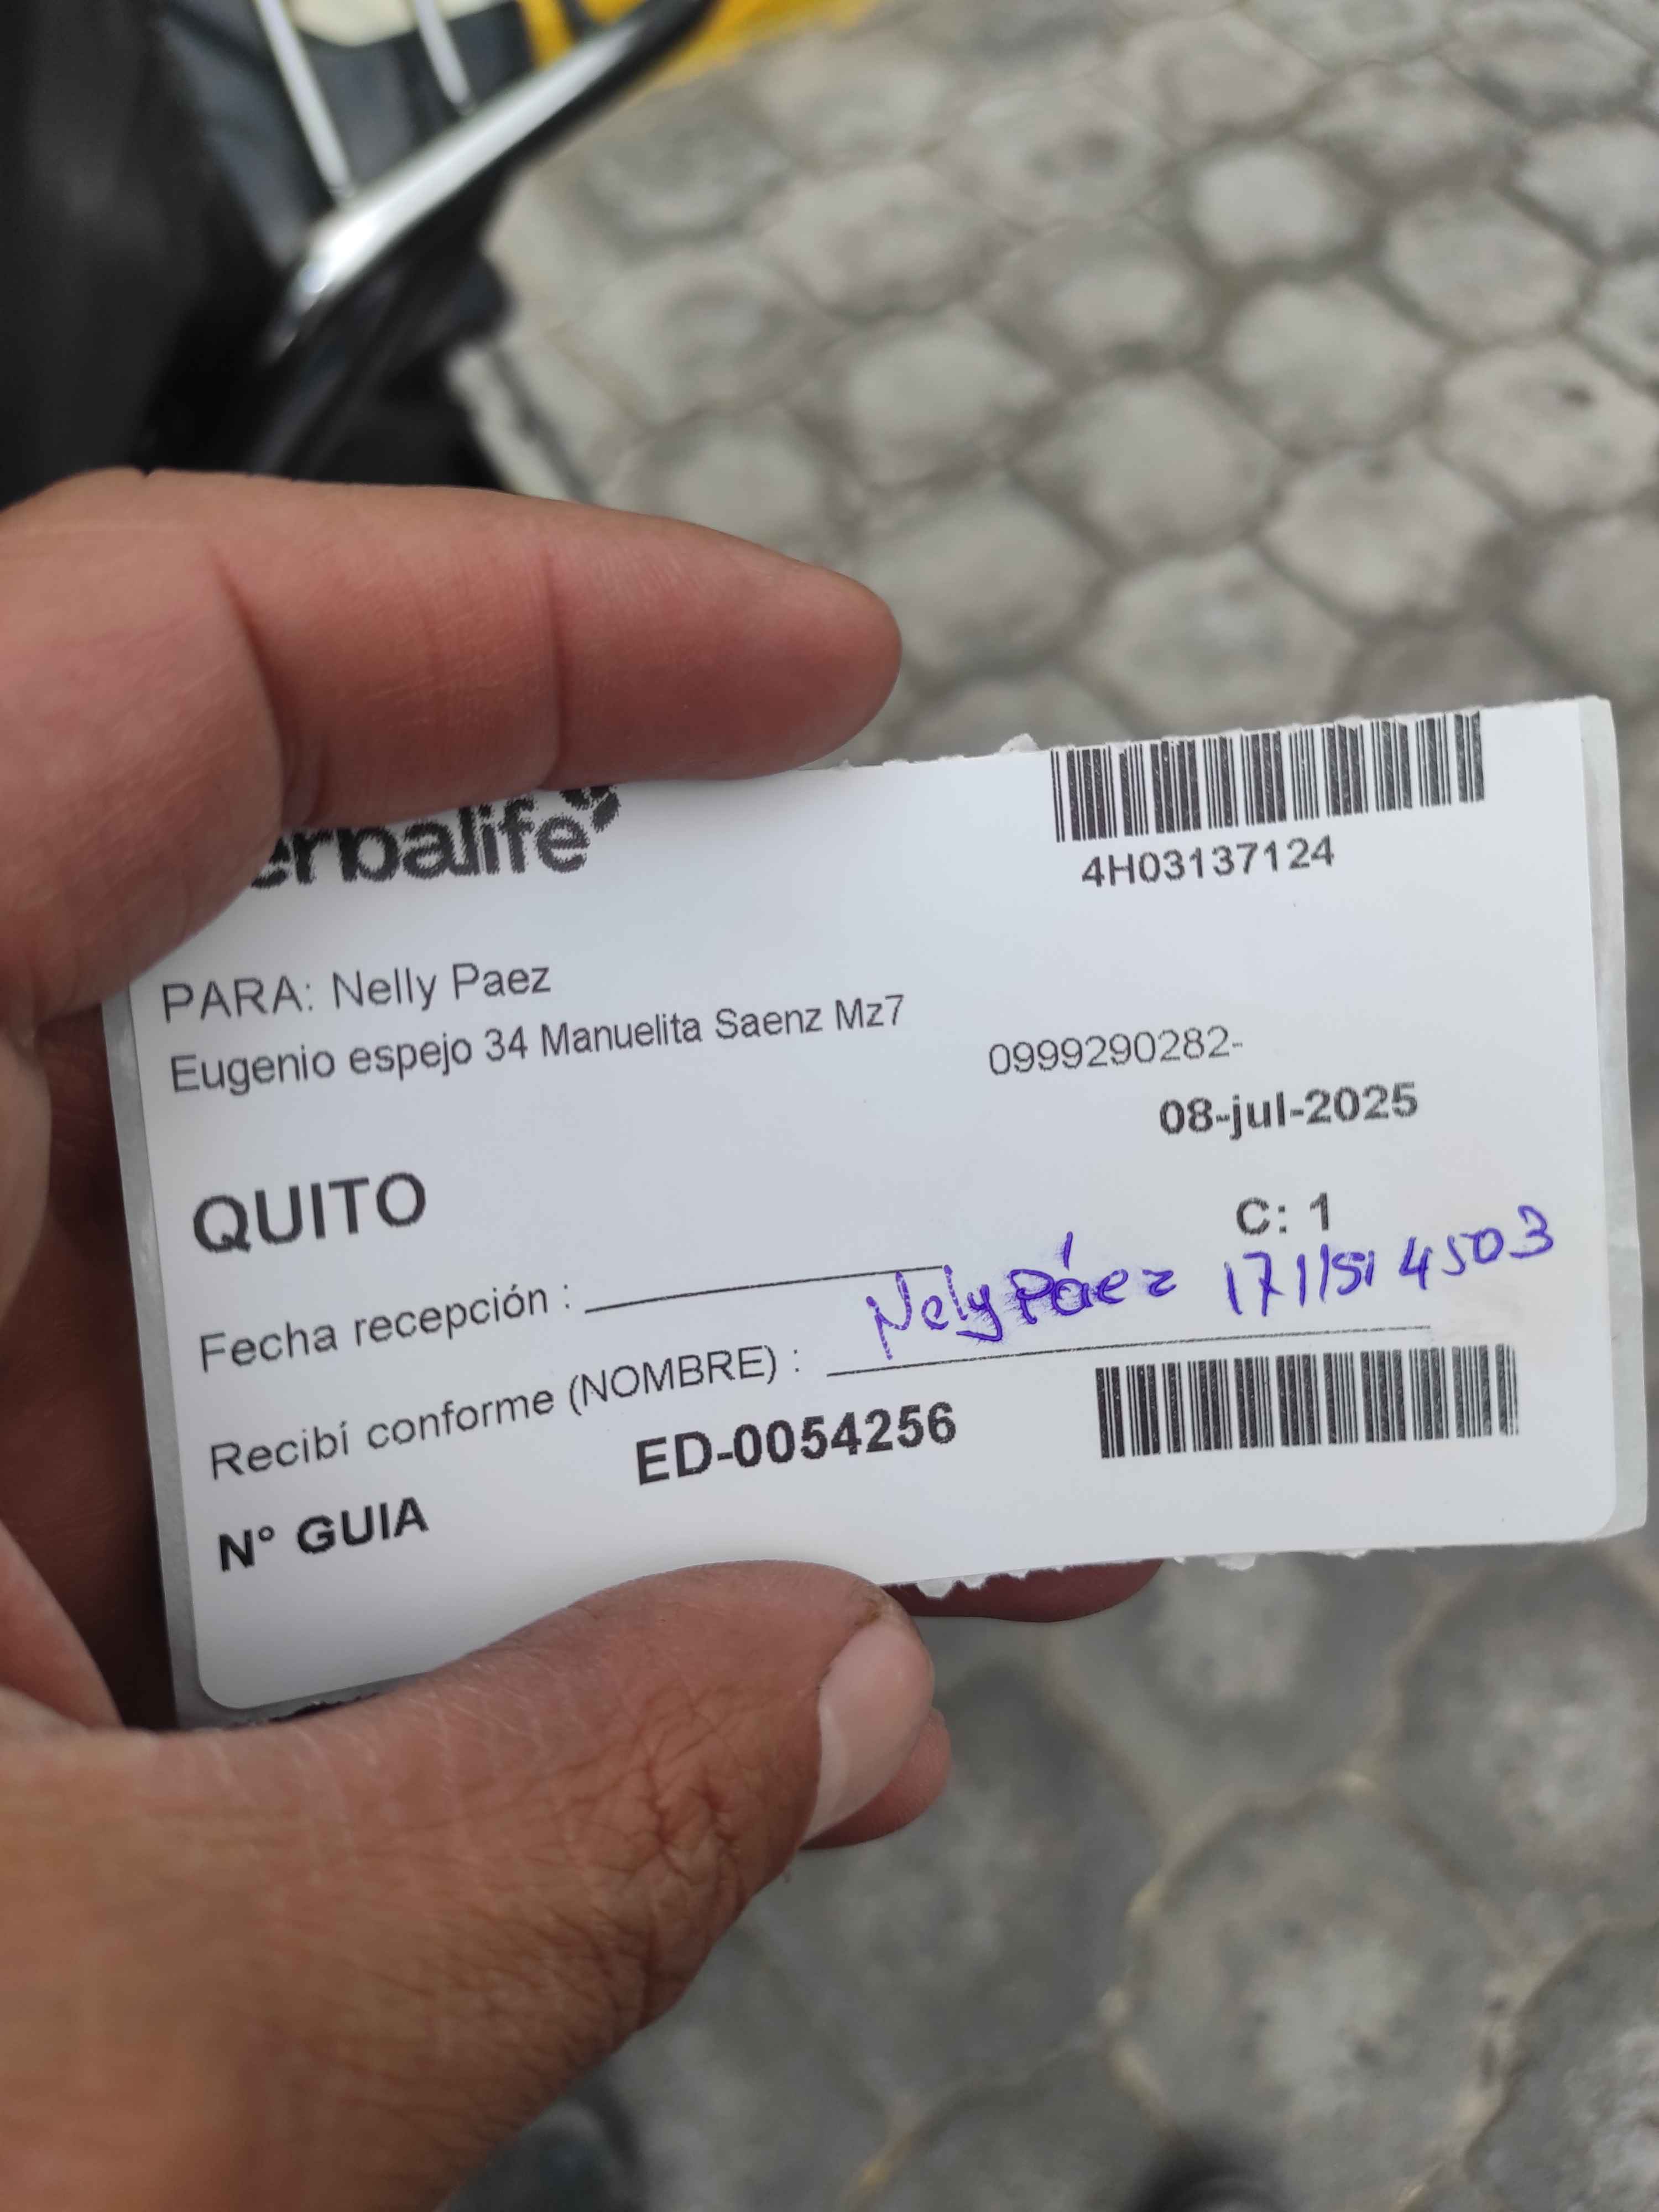 erbalife
4H03137124
PARA: Nelly Paez
Eugenio espejo 34 Manuelita Saenz Mz7
0999290282-
08-jul-2025
QUITO
C: 1
Fecha recepción :
Nely Páez
Recibí conforme (NOMBRE) :
ED-0054256
N° GUIA